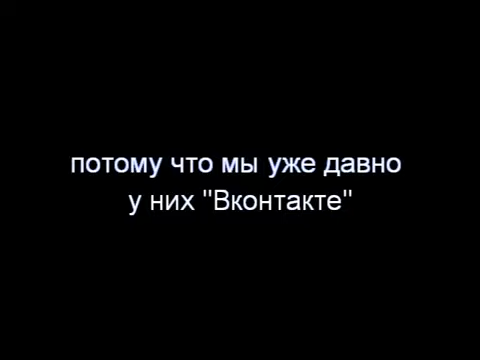 потому что мы уже давно
у них "Вконтакте"